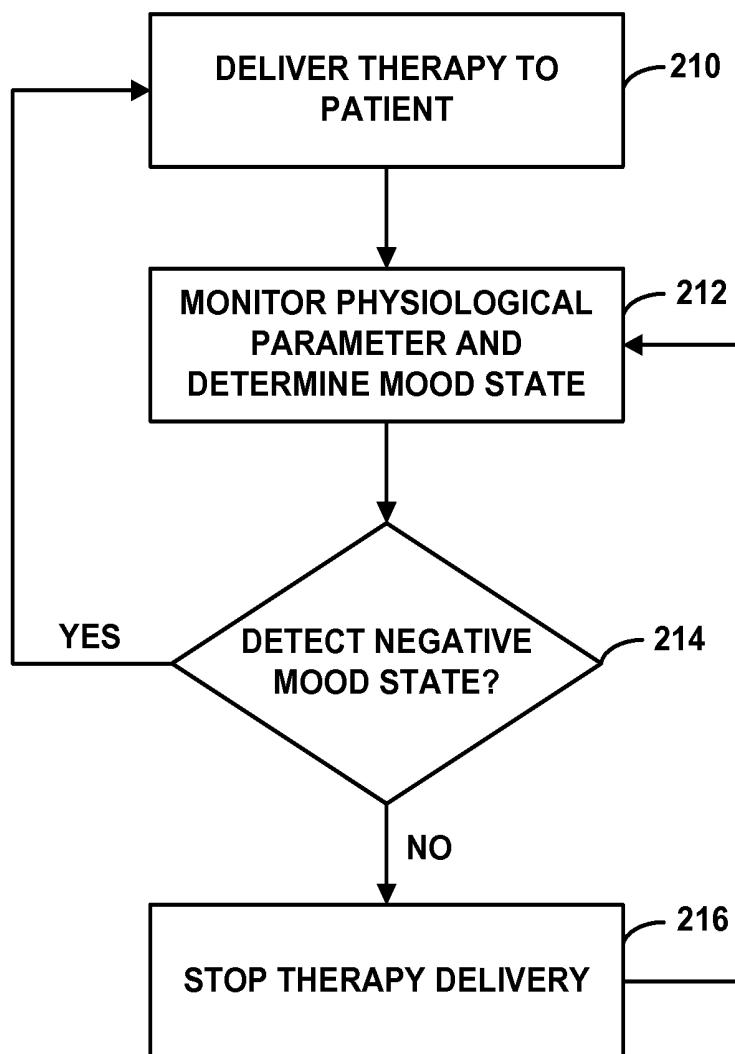 DELIVER THERAPY TO
PATIENT
210
MONITOR PHYSIOLOGICAL
PARAMETER AND
DETERMINE MOOD STATE
212
YES
DETECT NEGATIVE
MOOD STATE?
214
NO
STOP THERAPY DELIVERY
216